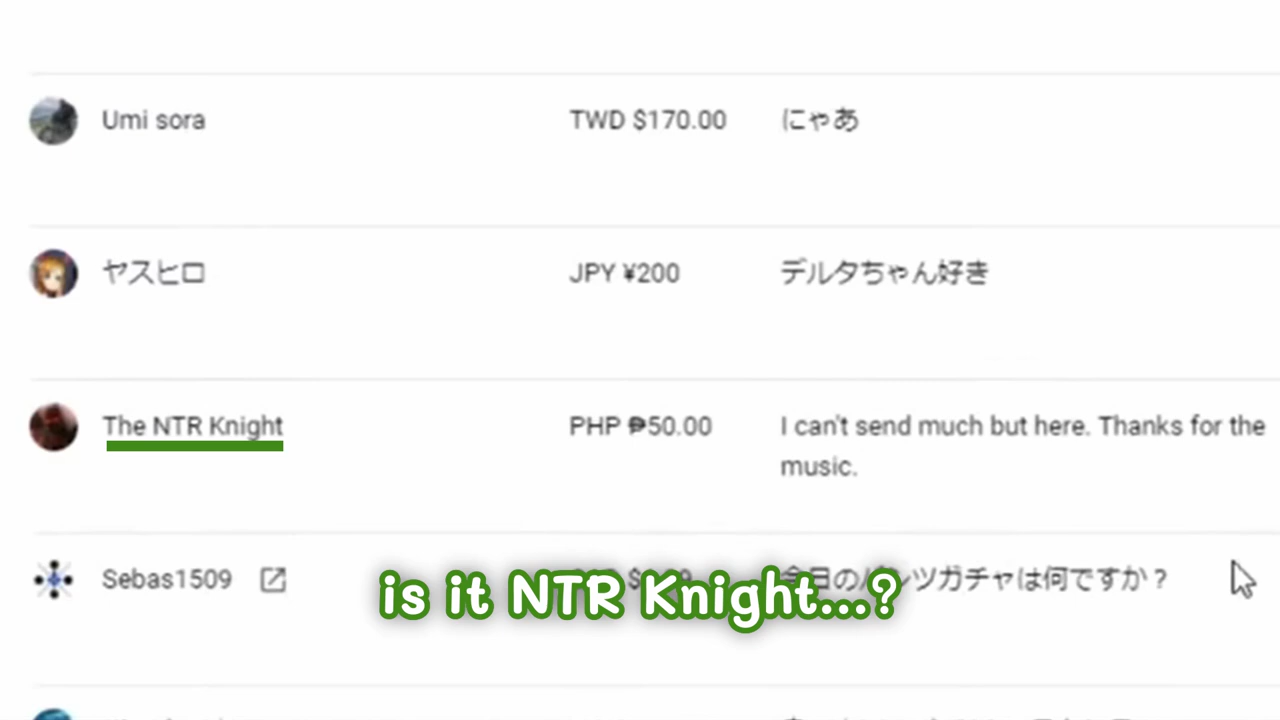 Umi sora TWD $170.00 にゃあ
ヤスヒロ JPY ¥200 デルタちゃん好き
The NTR Knight PHP ₱50.00 I can't send much but here. Thanks for the
music.
Sebas1509 今日のパンツガチャは何ですか？
is it NTR Knight...?